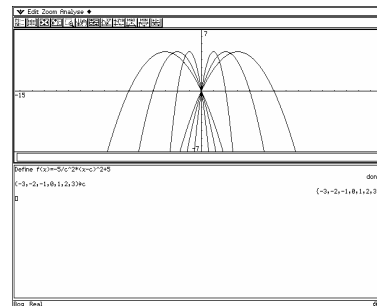 Edit Zoom Analyse ◆
7
-15
-7
Define f(x)=-5/c^2*(x-c)^2+5
done
{-3,-2,-1,0,1,2,3}⇒c
{-3,-2,-1,0,1,2,3
Real